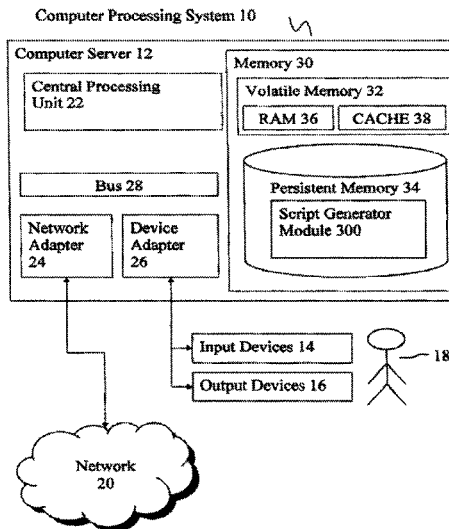 Computer Processing System 10
Computer Server 12
Central Processing
Unit 22
Bus 28
Network
Adapter
24
Device
Adapter
26
Memory 30
Volatile Memory 32
RAM 36
CACHE 38
Persistent Memory 34
Script Generator
Module 300
Input Devices 14
Output Devices 16
18
Network
20